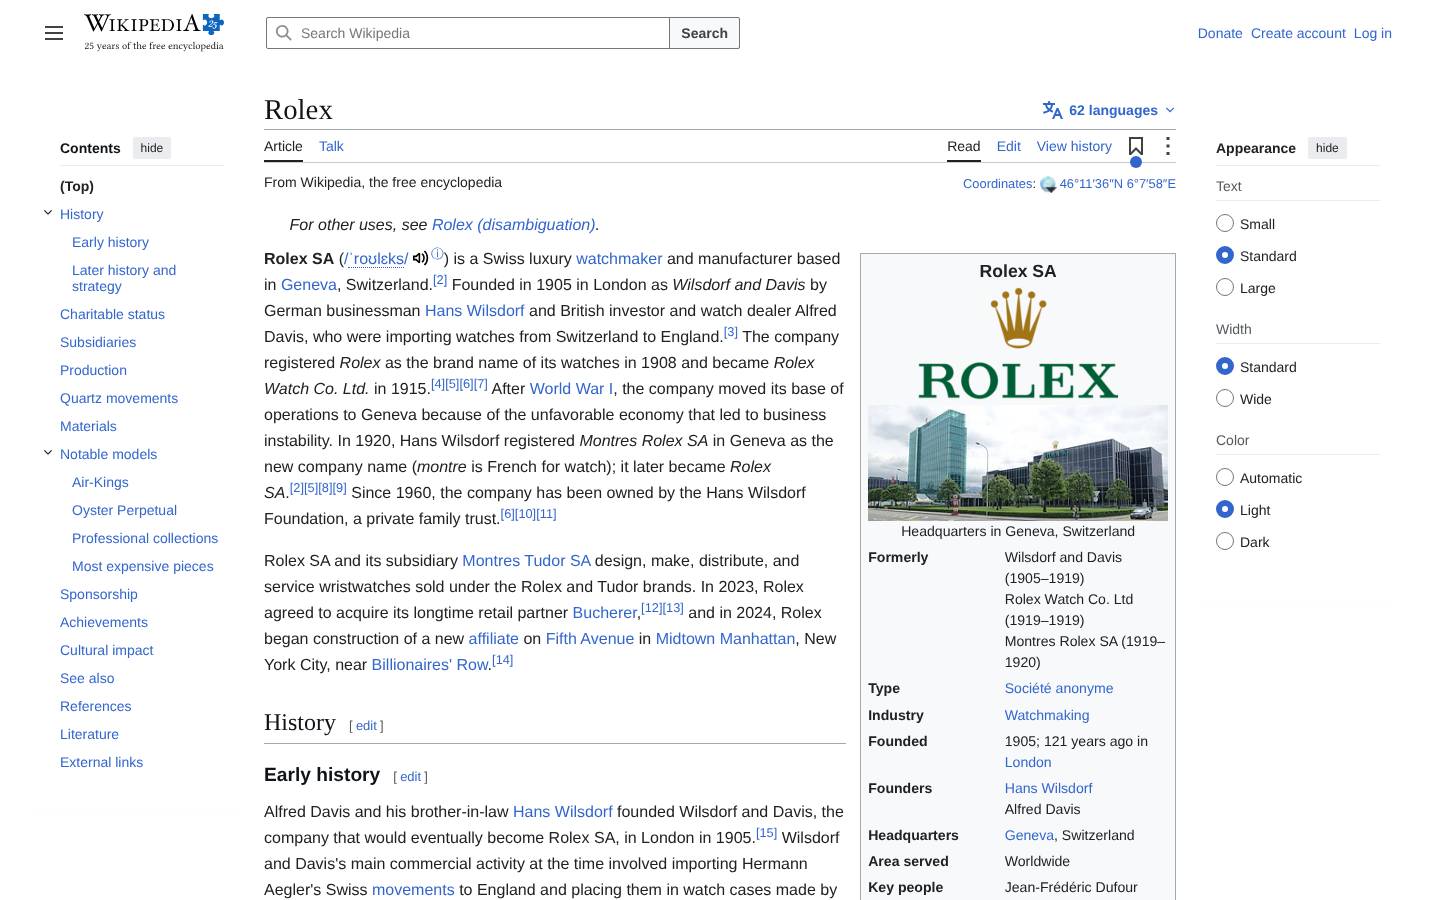 WIKIPEDIA 25
25 years of the free encyclopedia
Search Wikipedia
Search
Donate Create account Log in
Contents hide
(Top)
History
Early history
Later history and
strategy
Charitable status
Subsidiaries
Production
Quartz movements
Materials
Notable models
Air-Kings
Oyster Perpetual
Professional collections
Most expensive pieces
Sponsorship
Achievements
Cultural impact
See also
References
Literature
External links
Rolex
62 languages
Article Talk
Read Edit View history
From Wikipedia, the free encyclopedia
Coordinates: 46°11′36″N 6°7′58″E
For other uses, see Rolex (disambiguation).
Rolex SA (/ˈroʊlɛks/ ⓘ) is a Swiss luxury watchmaker and manufacturer based
in Geneva, Switzerland.[2] Founded in 1905 in London as Wilsdorf and Davis by
German businessman Hans Wilsdorf and British investor and watch dealer Alfred
Davis, who were importing watches from Switzerland to England.[3] The company
registered Rolex as the brand name of its watches in 1908 and became Rolex
Watch Co. Ltd. in 1915.[4][5][6][7] After World War I, the company moved its base of
operations to Geneva because of the unfavorable economy that led to business
instability. In 1920, Hans Wilsdorf registered Montres Rolex SA in Geneva as the
new company name (montre is French for watch); it later became Rolex
SA.[2][5][8][9] Since 1960, the company has been owned by the Hans Wilsdorf
Foundation, a private family trust.[6][10][11]
Rolex SA and its subsidiary Montres Tudor SA design, make, distribute, and
service wristwatches sold under the Rolex and Tudor brands. In 2023, Rolex
agreed to acquire its longtime retail partner Bucherer,[12][13] and in 2024, Rolex
began construction of a new affiliate on Fifth Avenue in Midtown Manhattan, New
York City, near Billionaires' Row.[14]
History [ edit ]
Early history [ edit ]
Alfred Davis and his brother-in-law Hans Wilsdorf founded Wilsdorf and Davis, the
company that would eventually become Rolex SA, in London in 1905.[15] Wilsdorf
and Davis's main commercial activity at the time involved importing Hermann
Aegler's Swiss movements to England and placing them in watch cases made by
Rolex SA
ROLEX
Headquarters in Geneva, Switzerland
Formerly Wilsdorf and Davis
(1905–1919)
Rolex Watch Co. Ltd
(1919–1919)
Montres Rolex SA (1919–
1920)
Type Société anonyme
Industry Watchmaking
Founded 1905; 121 years ago in
London
Founders Hans Wilsdorf
Alfred Davis
Headquarters Geneva, Switzerland
Area served Worldwide
Key people Jean-Frédéric Dufour
Appearance hide
Text
Small
Standard
Large
Width
Standard
Wide
Color
Automatic
Light
Dark